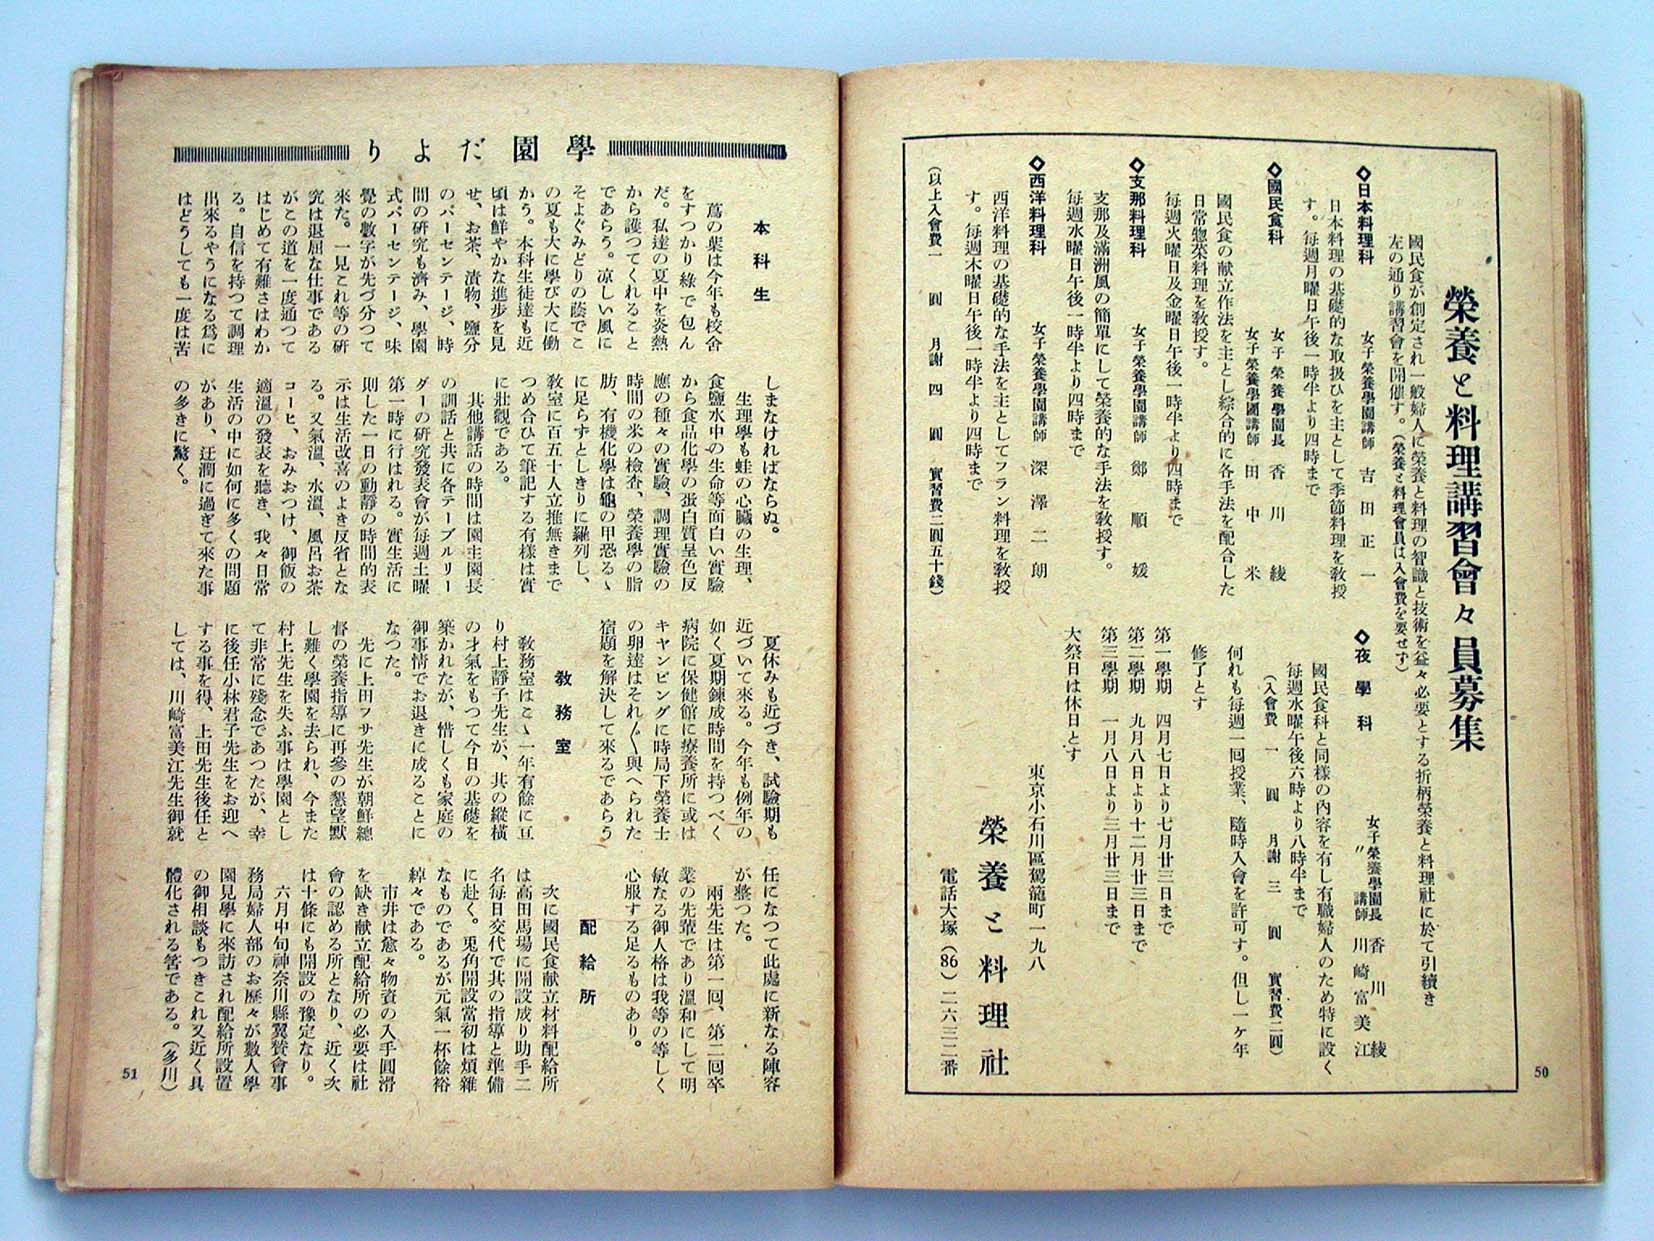 榮養と料理講習會々員募集
國民食が創定され一般婦人に榮養と料理の智識と技術を益々必要とする折柄榮養と料理社に於て引續き
左の通り講習會を開催す。(榮養と料理會員は入會費を要せず)
◇日本料理科 女子榮養學園講師 吉田正一
日本料理の基礎的な取扱ひを主として季節料理を敎授
す。每週月曜日午後一時半より四時まで
◇國民食科 女子榮養學園長 香川綾
女子榮養學園講師 田中米
國民食の献立作法を主とし綜合的に各手法を配合した
日常惣菜料理を敎授す。
每週火曜日及金曜日午後一時半より四時まで
◇支那料理科 女子榮養學園講師 鄭順媛
支那及滿洲風の簡單にして榮養的な手法を敎授す。
每週水曜日午後一時半より四時まで
◇西洋料理科 女子榮養學園講師 深澤二朗
西洋料理の基礎的な手法を主としてフラン料理を敎授
す。每週木曜日午後一時半より四時まで
(以上入會費一圓 月謝四圓 實習費二圓五十錢)
◇夜學科 女子榮養學園長 香川綾
〃 講師 川崎富美江
國民食科と同樣の内容を有し有職婦人のため特に設く
每週水曜午後六時より八時半まで
(入會費一圓 月謝三圓 實習費二圓)
何れも每週一囘授業、隨時入會を許可す。但し一ケ年
修了とす
第一學期 四月七日より七月廿三日まで
第二學期 九月八日より十二月廿三日まで
第三學期 一月八日より三月廿三日まで
大祭日は休日とす
東京小石川區駕籠町一九八
榮養と料理社
電話大塚(86)二六三二番
50
學園だより
本科生
蔦の葉は今年も校舍
をすつかり綠で包ん
だ。私達の夏中を炎熱
から護つてくれること
であらう。凉しい風に
そよぐみどりの蔭でこ
の夏も大に學び大に働
かう。本科生徒達も近
頃は鮮やかな進步を見
せ、お茶、漬物、鹽分
のパーセンテージ、時
間の硏究も濟み、學園
式パーセンテージ、味
覺の數字が先づ分つて
來た。一見これ等の硏
究は退屈な仕事である
がこの道を一度通つて
はじめて有難さはわか
る。自信を持つて調理
出來るやうになる爲に
はどうしても一度は苦
しまなければならぬ。
生理學も蛙の心臟の生理、
食鹽水中の生命等面白い實驗
から食品化學の蛋白質呈色反
應の種々の實驗、調理實驗の
時間の米の檢査、榮養學の脂
肪、有機化學は龜の甲恐るゝ
に足らずとしきりに羅列し、
敎室に百五十人立推無きまで
つめ合ひて筆記する有樣は實
に壯觀である。
其他講話の時間は園主園長
の訓話と共に各テーブルリー
ダーの硏究發表會が每週土曜
第一時に行はれる。實生活に
則した一日の動靜の時間的表
示は生活改善のよき反省とな
る。又氣溫、水溫、風呂お茶
コーヒ、おみおつけ、御飯の
適溫の發表を聽き、我々日常
生活の中に如何に多くの問題
があり、迂濶に過ぎて來た事
の多きに驚く。
夏休みも近づき、試驗期も
近づいて來る。今年も例年の
如く夏期鍊成時間を持つべく
病院に保健館に療養所に或は
キャンピングに時局下榮養士
の卵達はそれ〴〵與へられた
宿題を解決して來るであらう
敎務室
敎務室はこゝ一年有餘に亙
り村上靜子先生が、其の縱橫
の才氣をもつて今日の基礎を
築かれたが、惜しくも家庭の
御事情でお退きに成ることに
なつた。
先に上田フサ先生が朝鮮總
督の榮養指導に再參の懇望默
し難く學園を去られ、今また
村上先生を失ふ事は學園とし
て非常に殘念であつたが、幸
に後任小林君子先生をお迎へ
する事を得、上田先生後任と
しては、川崎富美江先生御就
任になつて此處に新なる陣容
が整つた。
兩先生は第一囘、第二囘卒
業の先輩であり溫和にして明
敏なる御人格は我等の等しく
心服する足るものあり。
配給所
次に國民食献立材料配給所
は高田馬場に開設成り助手二
名每日交代で共の指導と準備
に赴く。兎角開設當初は煩雜
なものであるが元氣一杯餘裕
綽々である。
市井は愈々物資の入手圓滑
を缺き献立配給所の必要は社
會の認める所となり、近く次
は十條にも開設の豫定なり。
六月中旬神奈川縣翼贊會事
務局婦人部のお歷々が數人學
園見學に來訪され配給所設置
の御相談もつきこれ又近く具
體化される筈である。(多川)
51